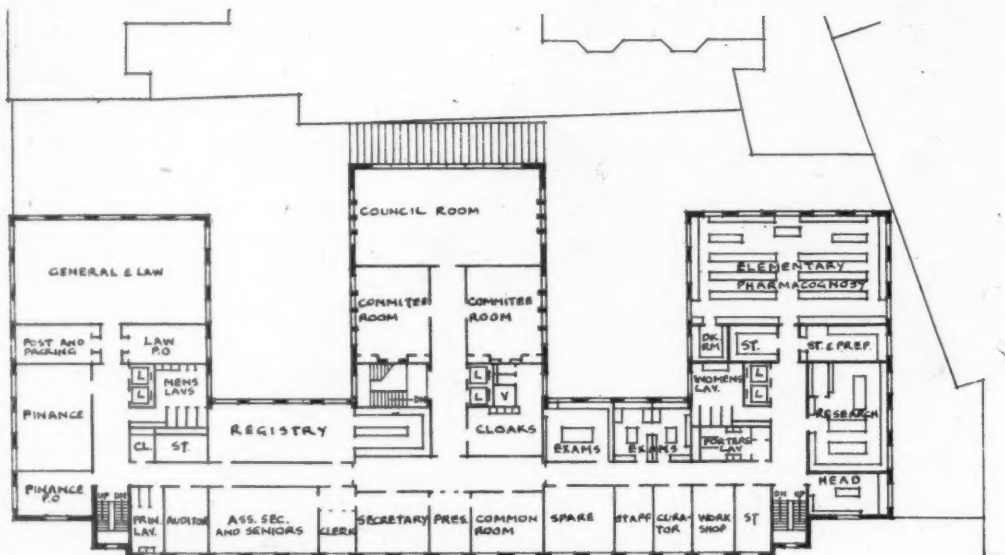 COUNCIL ROOM
GENERAL & LAW
ELEMENTARY
PHARMACOGNOSY
COMMITEE
ROOM
COMMITEE
ROOM
POST AND
PACKING
LAW
P.O
DK.
RM.
ST.
ST. & PREP.
L
L
MENS
LAVS
DN
L
L
V
WOMENS
LAV.
L
L
FINANCE
REGISTRY
CLOAKS
EXAMS
EXAMS
RESEARCH
CL.
ST.
PORTERS
LAV
FINANCE
P.O
UP DN
PRIN.
LAV.
AUDITOR
ASS. SEC.
AND SENIORS
CLERK
SECRETARY
PRES.
COMMON
ROOM
SPARE
STAFF
CURA-
TOR
WORK
SHOP
ST
DN UP
HEAD